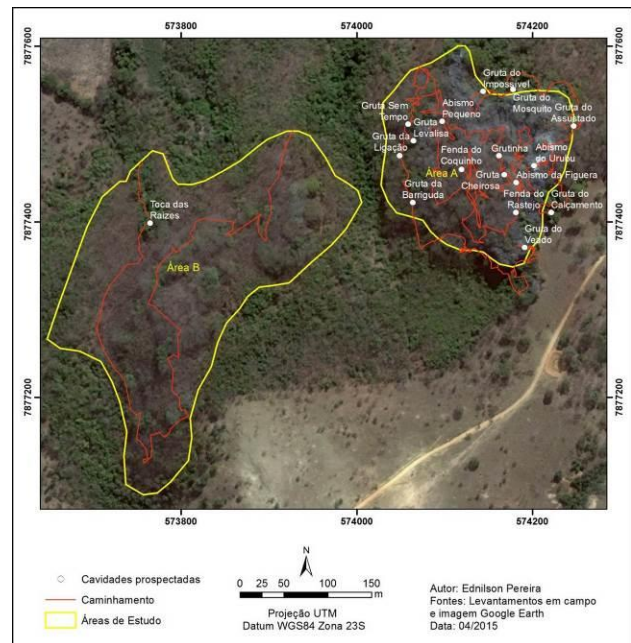 573800
574000
574200
7877600
7877600
Gruta do
Impossível
Gruta do
Mosquito
Gruta do
Assustado
Gruta Sem
Tempo
Gruta
Levalisa
Abismo
Pequeno
Gruta da
Ligação
Fenda do
Coquinho
Grutinha
Abismo
do Urubu
Área A
Gruta
Cheirosa
Abismo da Figuera
Gruta da
Barriguda
Fenda do
Rastejo
Gruta do
Calçamento
Gruta do
Veado
Toca das
Raízes
Área B
7877400
7877400
7877200
7877200
573800
574000
574200
N
Cavidades prospectadas
Caminhamento
Áreas de Estudo
0 25 50 100 150
m
Projeção UTM
Datum WGS84 Zona 23S
Autor: Ednilson Pereira
Fontes: Levantamentos em campo
e imagem Google Earth
Data: 04/2015